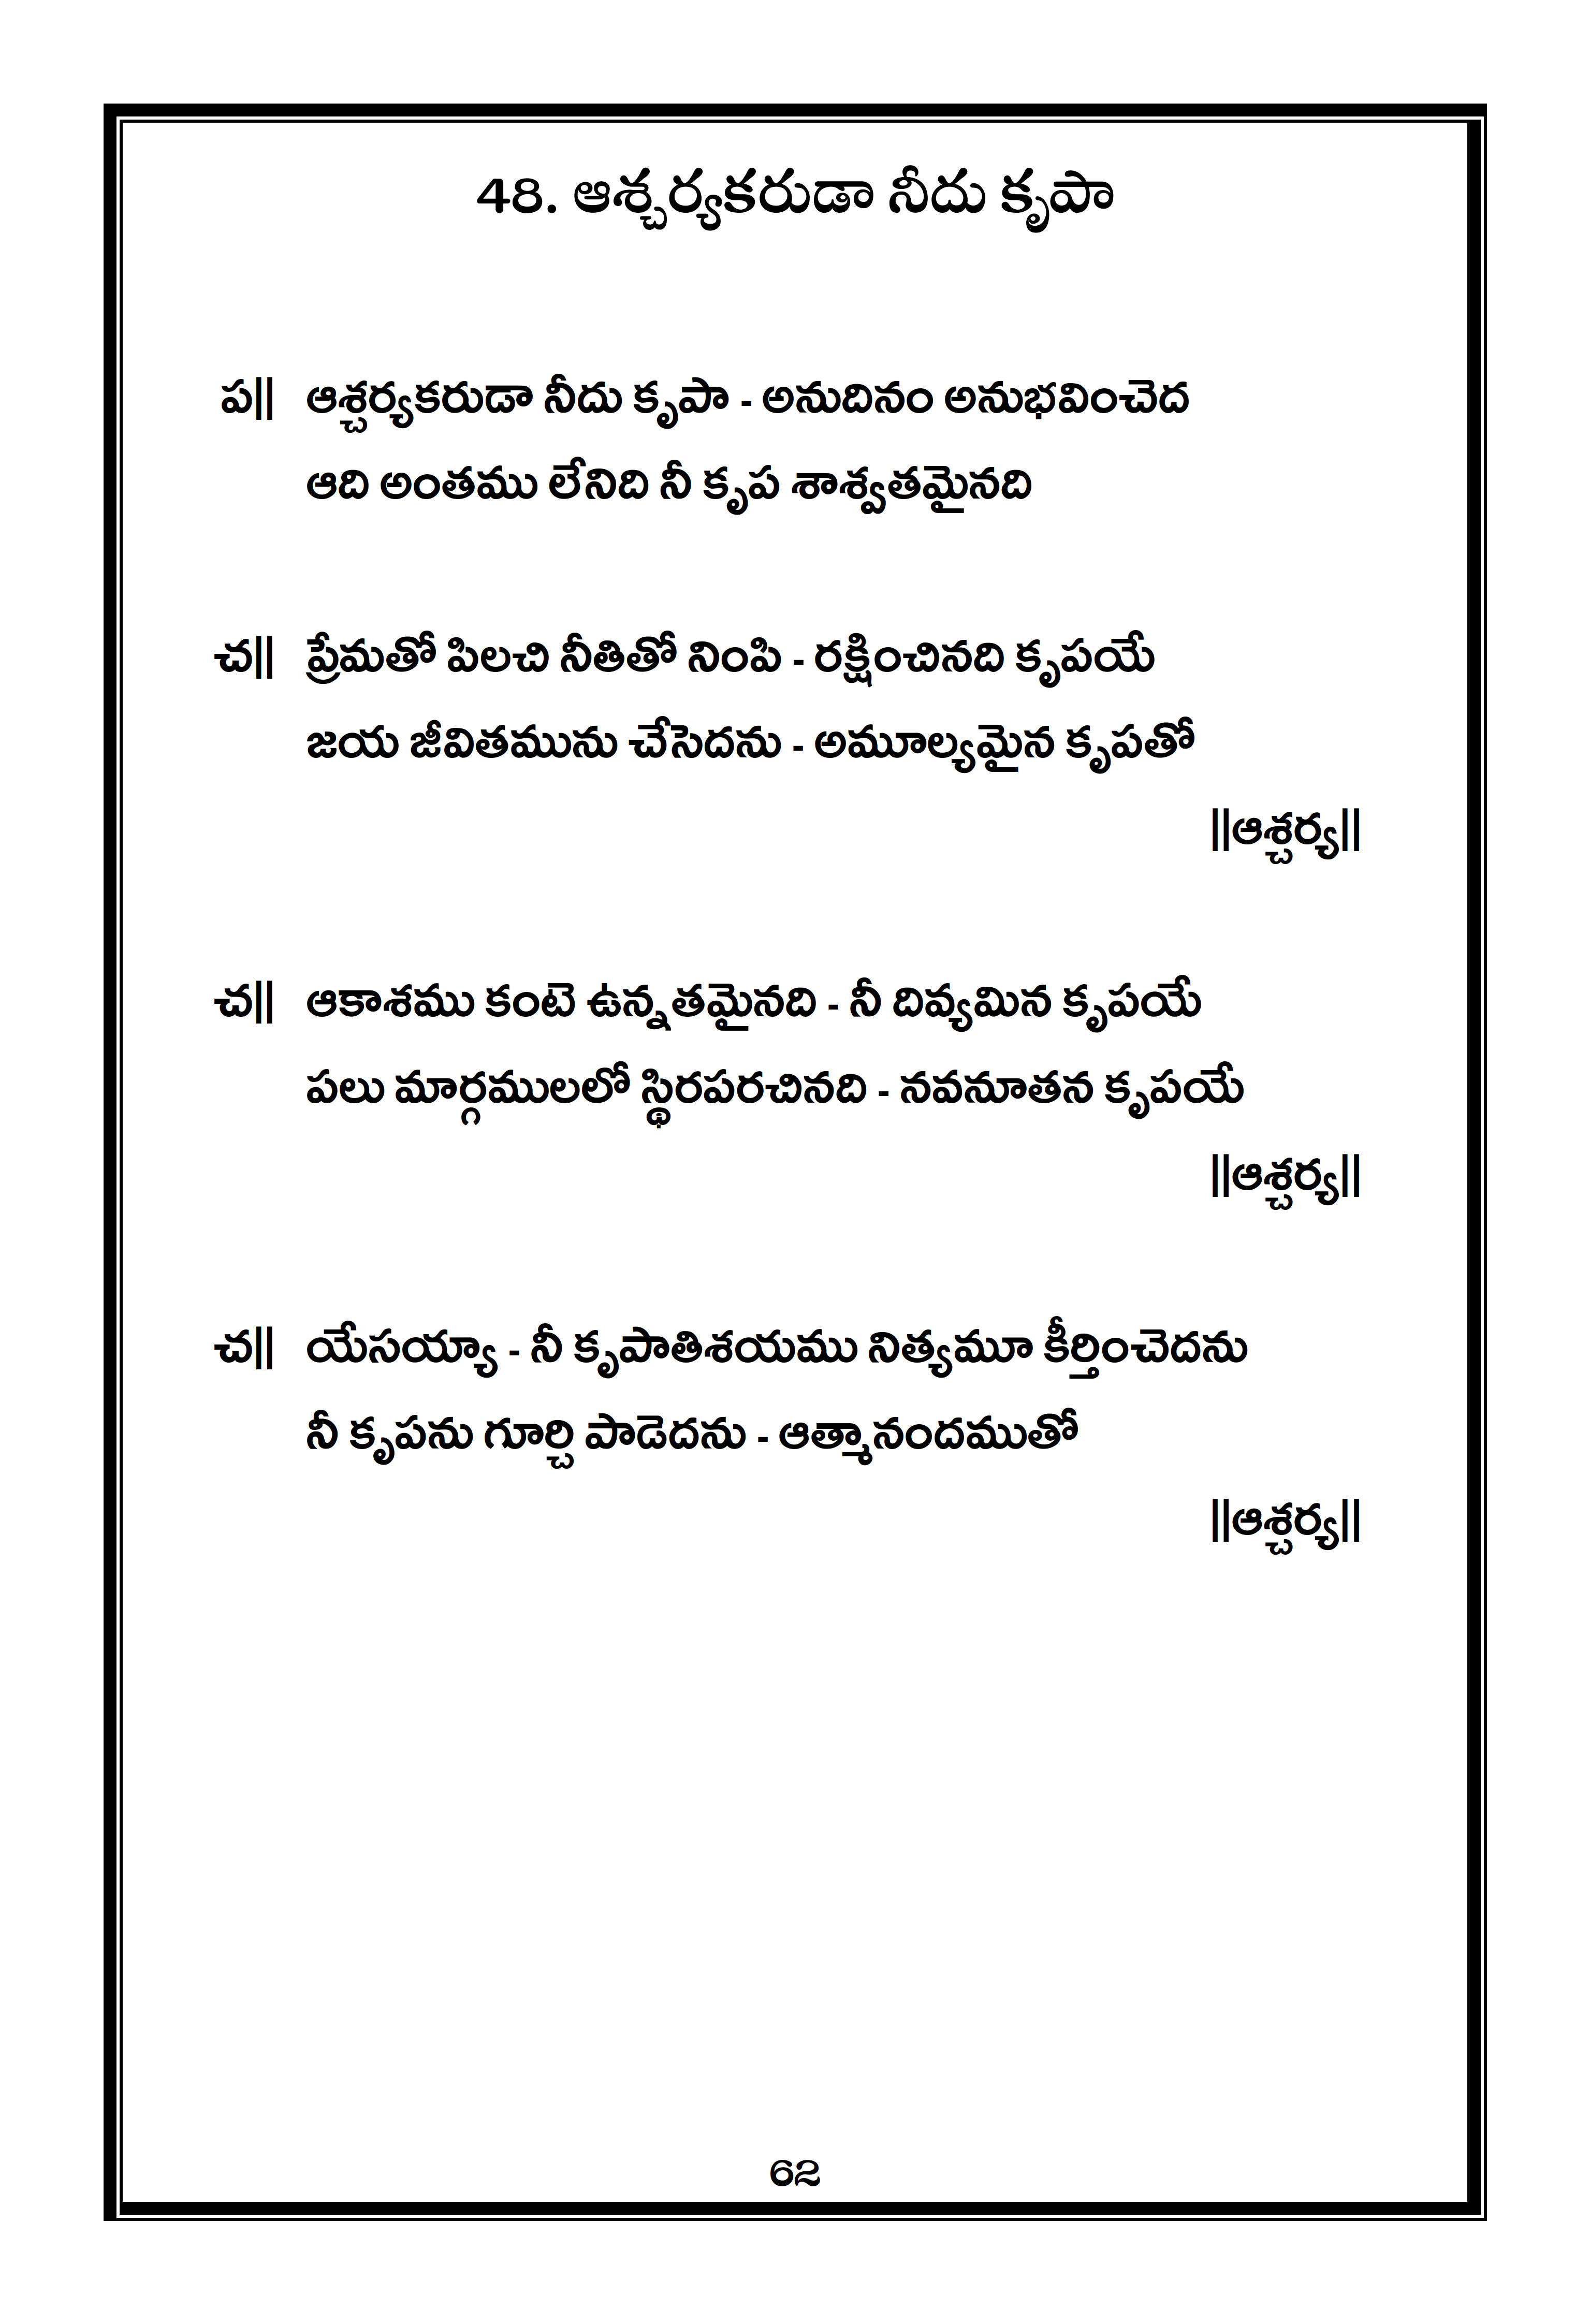 48. ఆశ్చర్యకరుడా నీదు కృపా
ప|| ఆశ్చర్యకరుడా నీదు కృపా - అనుదినం అనుభవించెద
ఆది అంతము లేనిది నీ కృప శాశ్వతమైనది
చ|| ప్రేమతో పిలచి నీతితో నింపి - రక్షించినది కృపయే
జయ జీవితమును చేసెదను - అమూల్యమైన కృపతో
||ఆశ్చర్య||
చ|| ఆకాశము కంటె ఉన్నతమైనది - నీ దివ్యమిన కృపయే
పలు మార్గములలో స్థిరపరచినది - నవనూతన కృపయే
||ఆశ్చర్య||
చ|| యేసయ్యా - నీ కృపాతిశయము నిత్యమూ కీర్తించెదను
నీ కృపను గూర్చి పాడెదను - ఆత్మానందముతో
||ఆశ్చర్య||
62